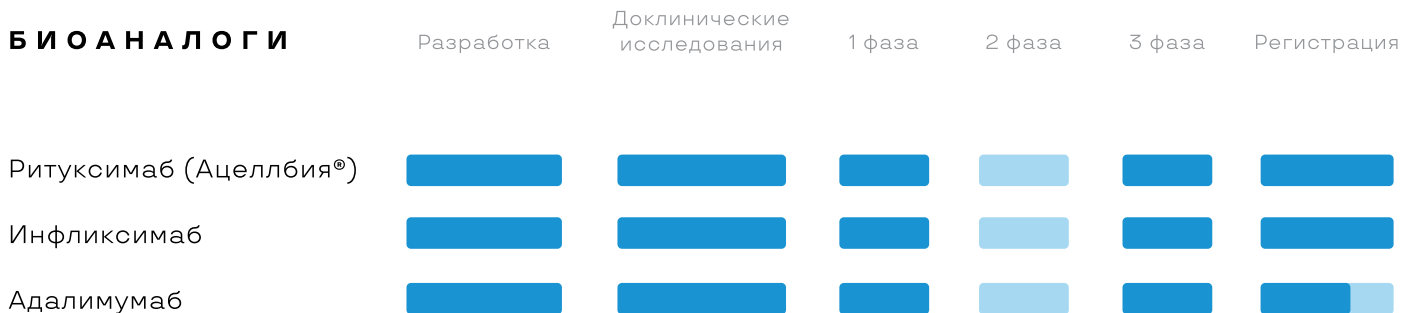 БИОАНАЛОГИ
Разработка
Доклинические
исследования
1 фаза
2 фаза
3 фаза
Регистрация
Ритуксимаб (Ацеллбия®)
Инфликсимаб
Адалимумаб